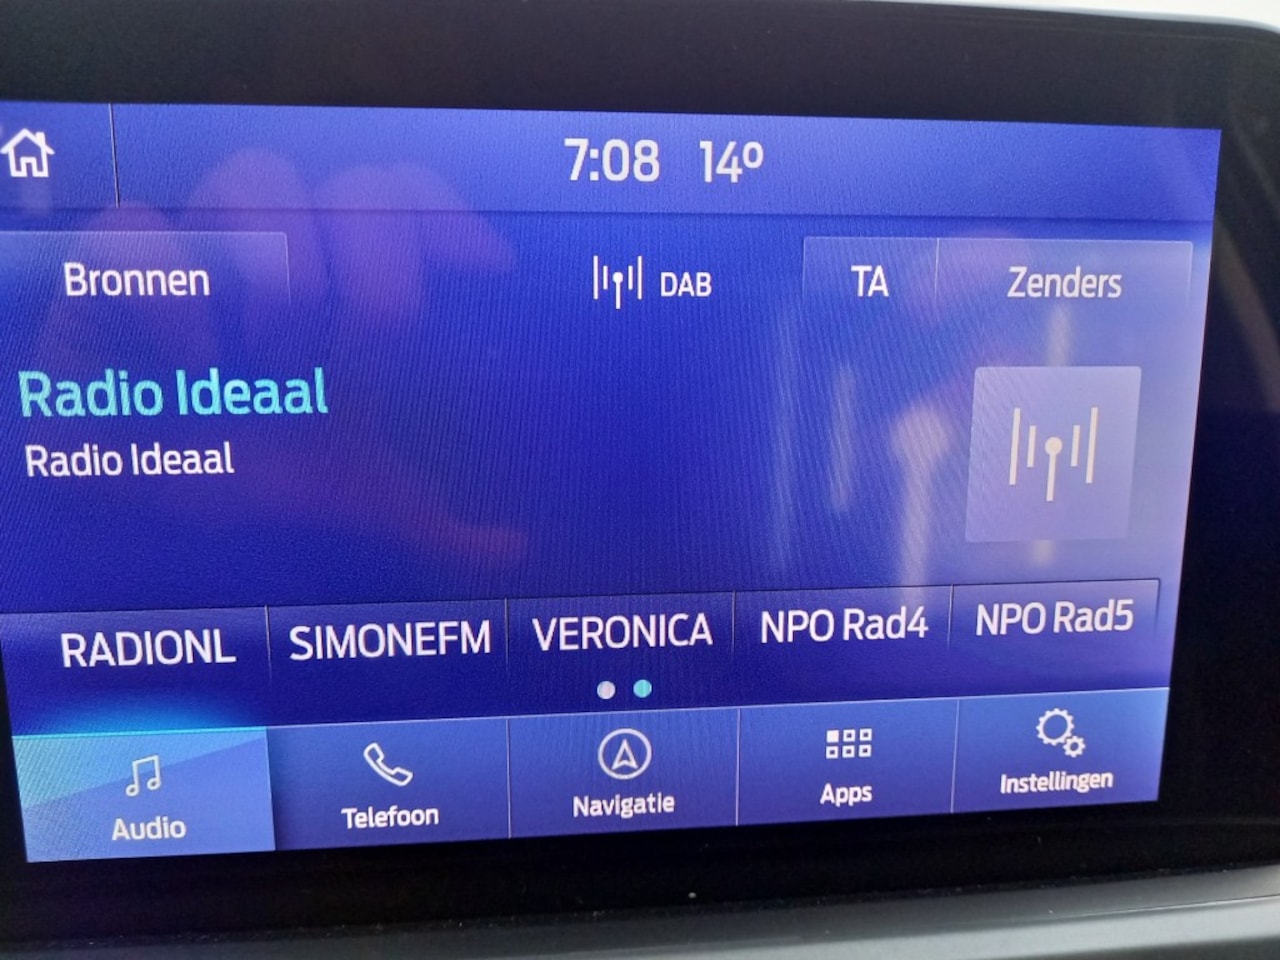 7:08 14º
Bronnen DAB TA Zenders
Radio Ideaal
Radio Ideaal
RADIONL SIMONEFM VERONICA NPO Rad4 NPO Rad5
Audio Telefoon Navigatie Apps Instellingen